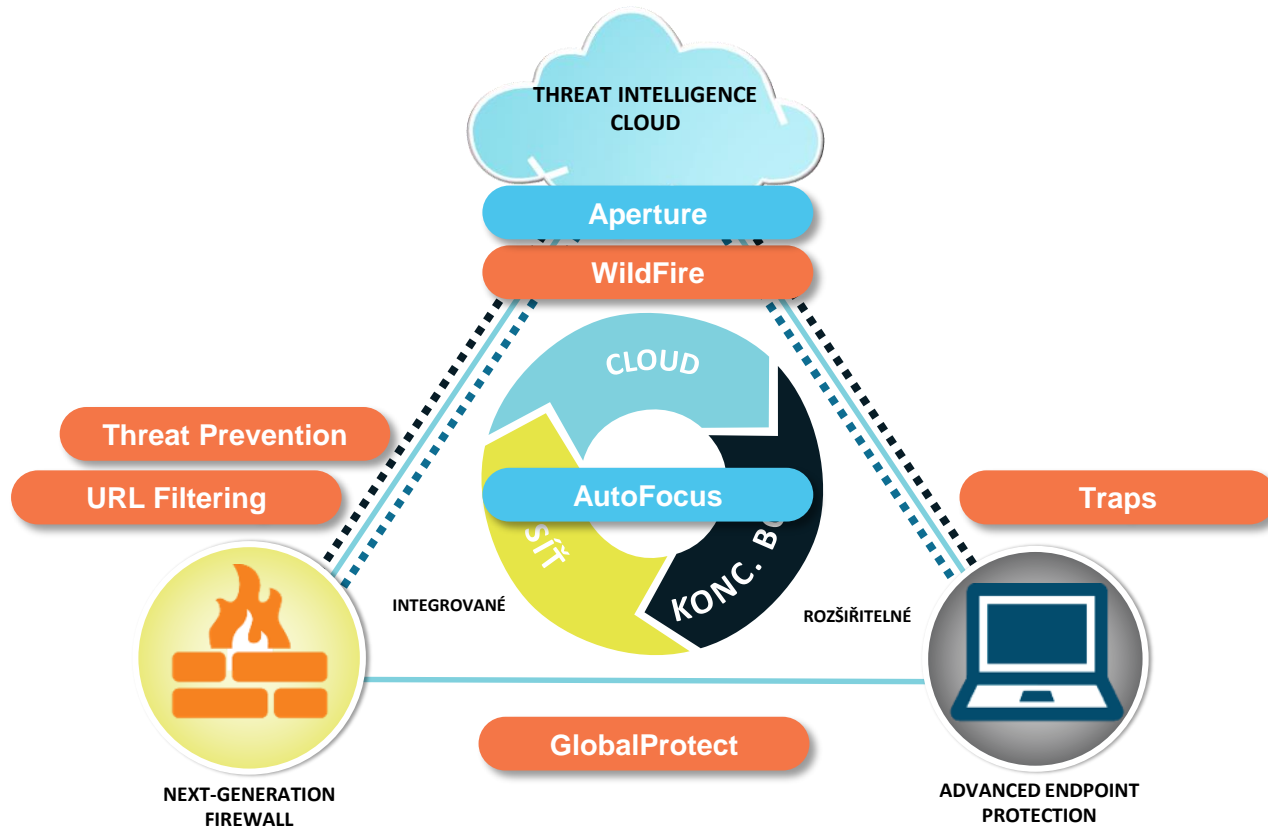 THREAT INTELLIGENCE
CLOUD
Aperture
WildFire
CLOUD
Threat Prevention
URL Filtering
AutoFocus
Traps
SÍŤ
KONC.
INTEGROVANÉ
ROZŠIŘITELNÉ
GlobalProtect
NEXT-GENERATION
FIREWALL
ADVANCED ENDPOINT
PROTECTION